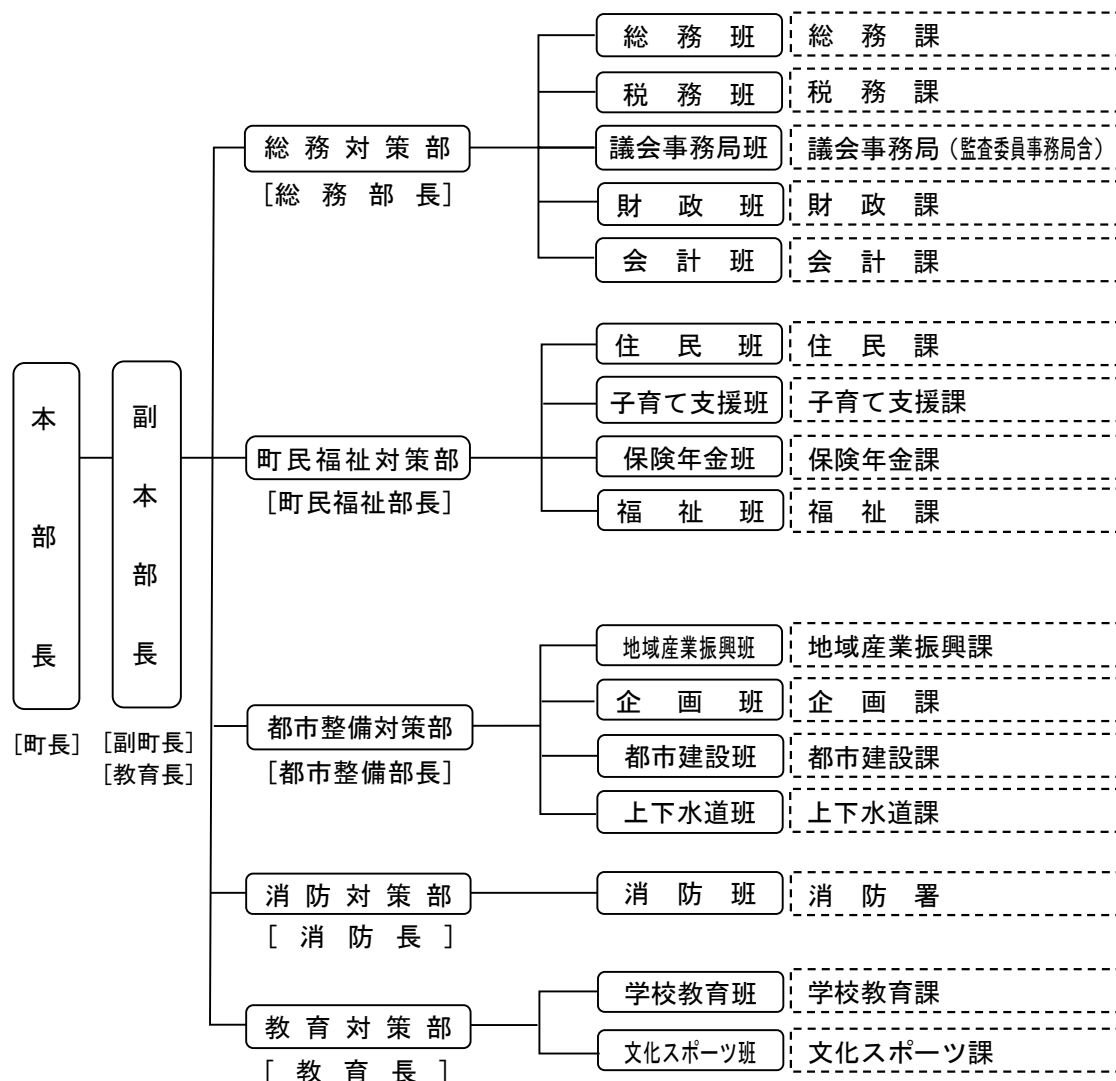 本部長
[町長]
副本部長
[副町長]
[教育長]
総務対策部
[総務部長]
総務班 総務課
税務班 税務課
議会事務局班 議会事務局（監査委員事務局含）
財政班 財政課
会計班 会計課
町民福祉対策部
[町民福祉部長]
住民班 住民課
子育て支援班 子育て支援課
保険年金班 保険年金課
福祉班 福祉課
都市整備対策部
[都市整備部長]
地域産業振興班 地域産業振興課
企画班 企画課
都市建設班 都市建設課
上下水道班 上下水道課
消防対策部
[消防長]
消防班 消防署
教育対策部
[教育長]
学校教育班 学校教育課
文化スポーツ班 文化スポーツ課